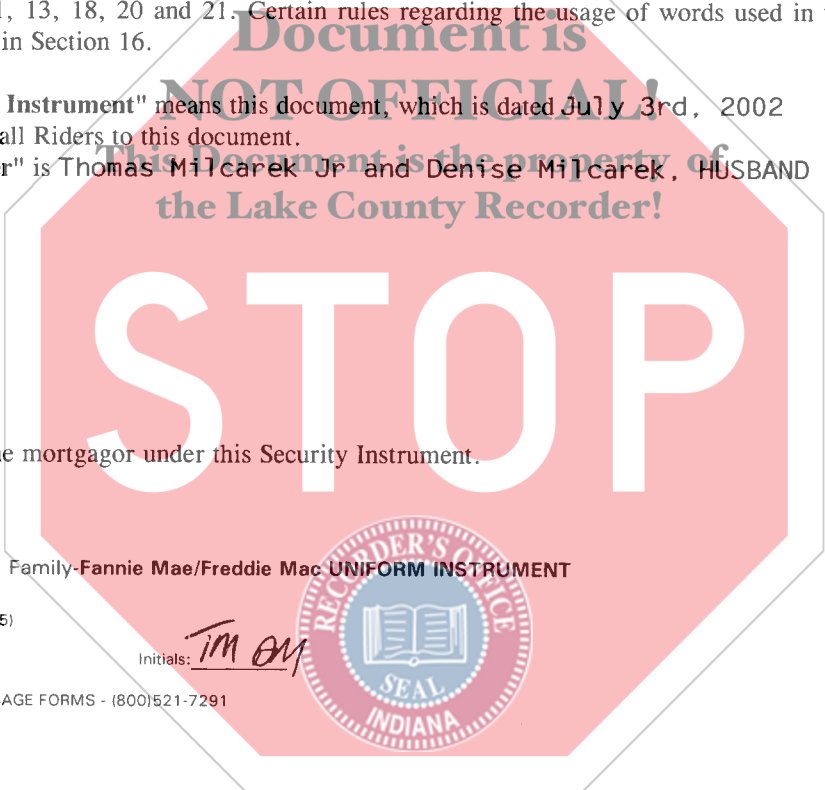 , 13, 18, 20 and 21. Certain rules regarding the usage of words used in
in Section 16.
Document is
NOT OFFICIAL!
Instrument" means this document, which is dated July 3rd, 2002
all Riders to this document.
This Document is the property of
the Lake County Recorder!
r" is Thomas Milcarek Jr and Denise Milcarek, HUSBAND
STOP
e mortgagor under this Security Instrument.
Family-Fannie Mae/Freddie Mac UNIFORM INSTRUMENT
5)
Initials: TM DM
AGE FORMS - (800)521-7291
RECORDER'S OFFICE
SEAL
INDIANA